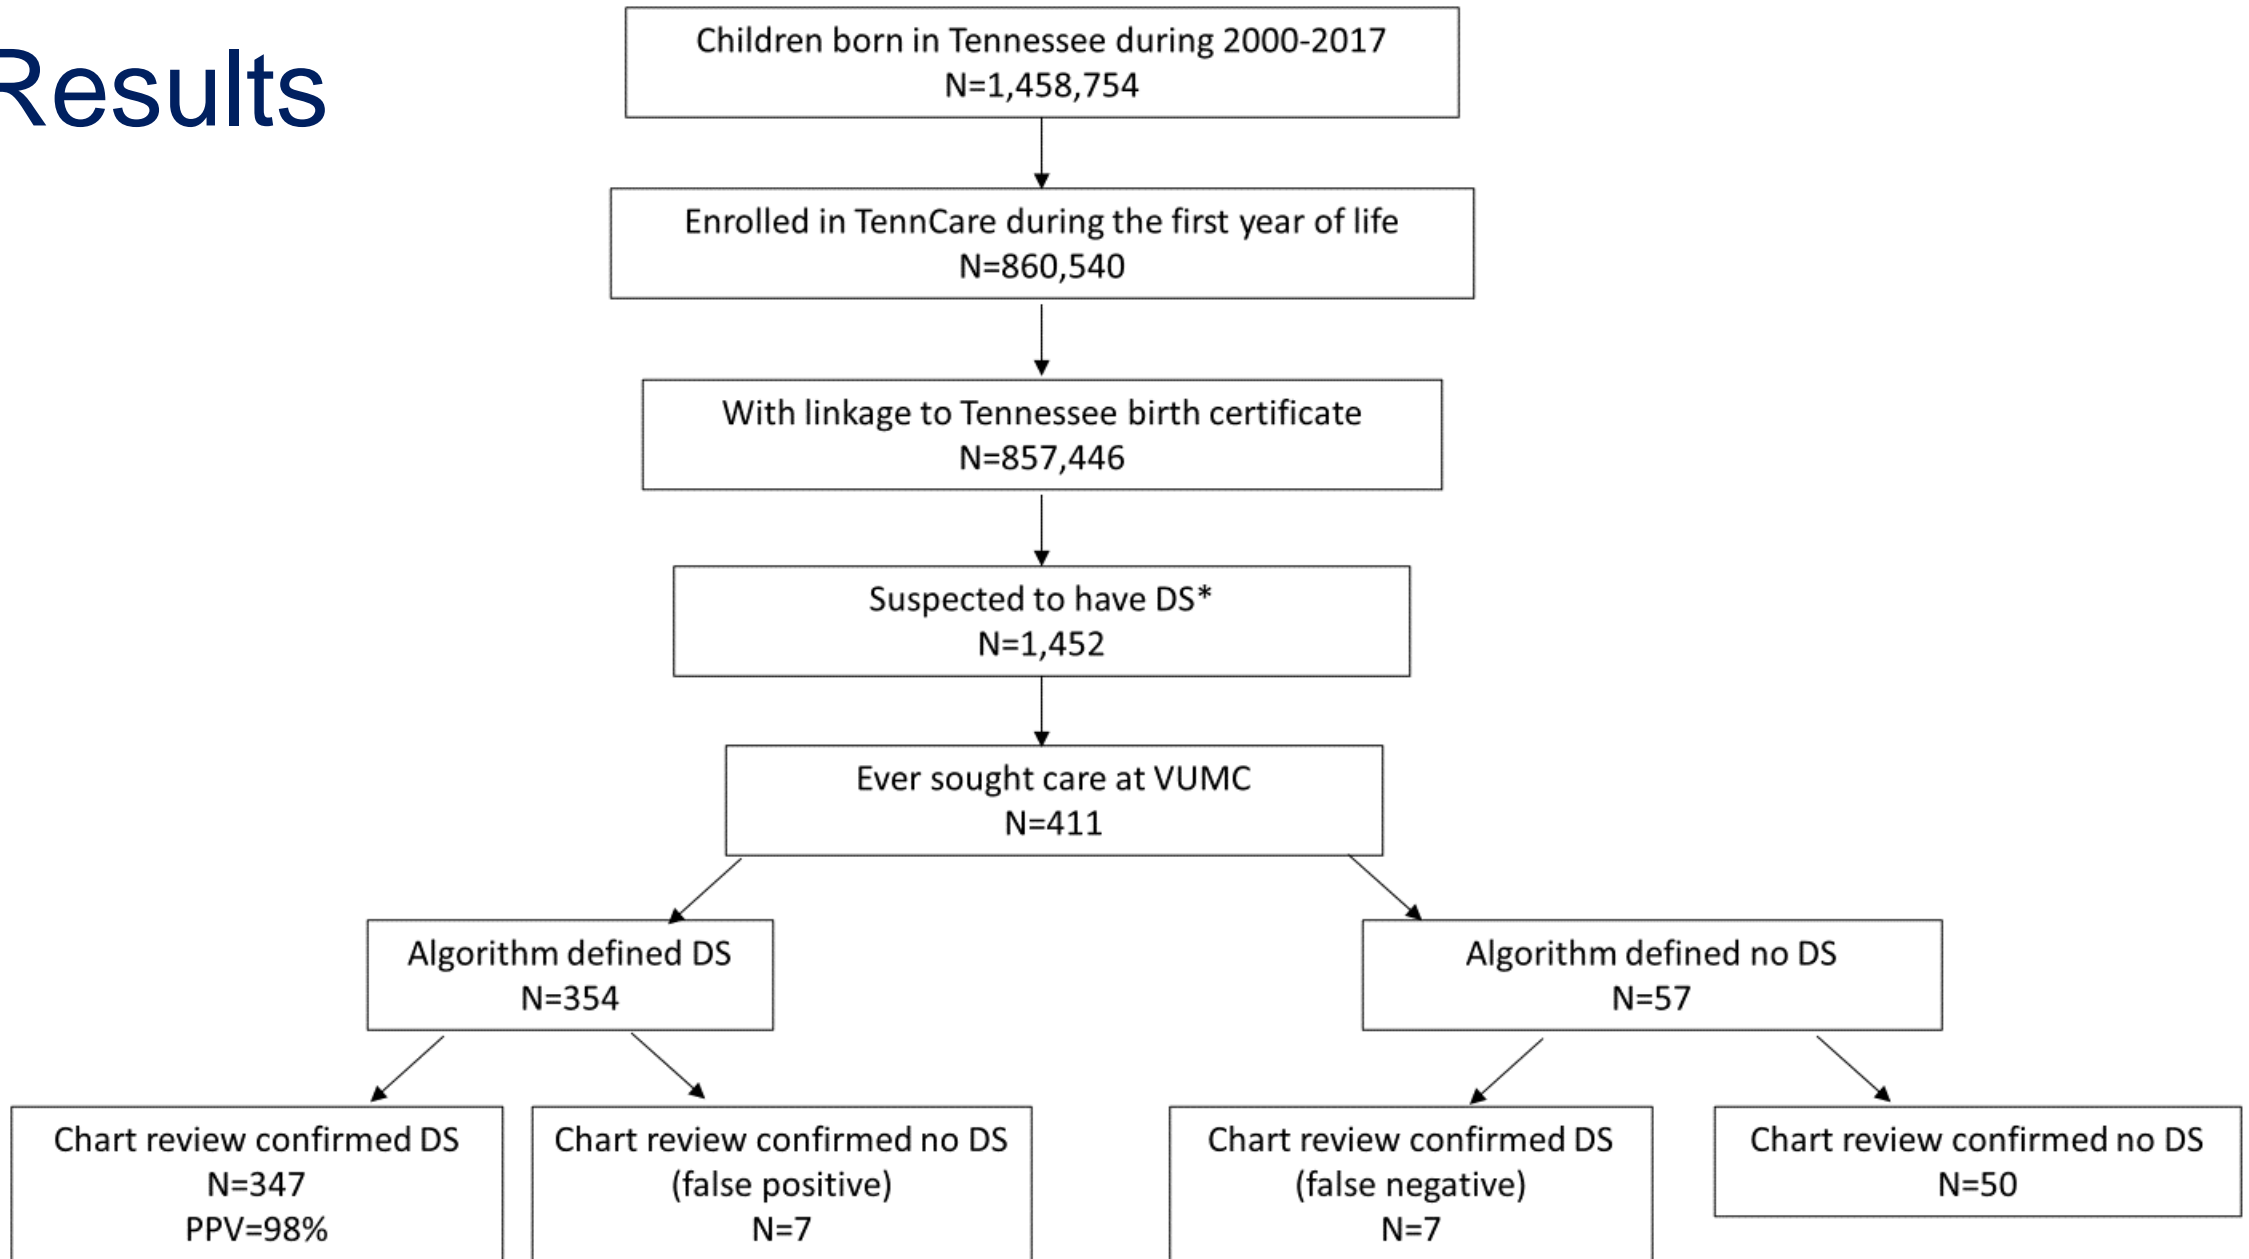 Results
Children born in Tennessee during 2000-2017
N=1,458,754
Enrolled in TennCare during the first year of life
N=860,540
With linkage to Tennessee birth certificate
N=857,446
Suspected to have DS*
N=1,452
Ever sought care at VUMC
N=411
Algorithm defined DS
N=354
Algorithm defined no DS
N=57
Chart review confirmed DS
N=347
PPV=98%
Chart review confirmed no DS
(false positive)
N=7
Chart review confirmed DS
(false negative)
N=7
Chart review confirmed no DS
N=50